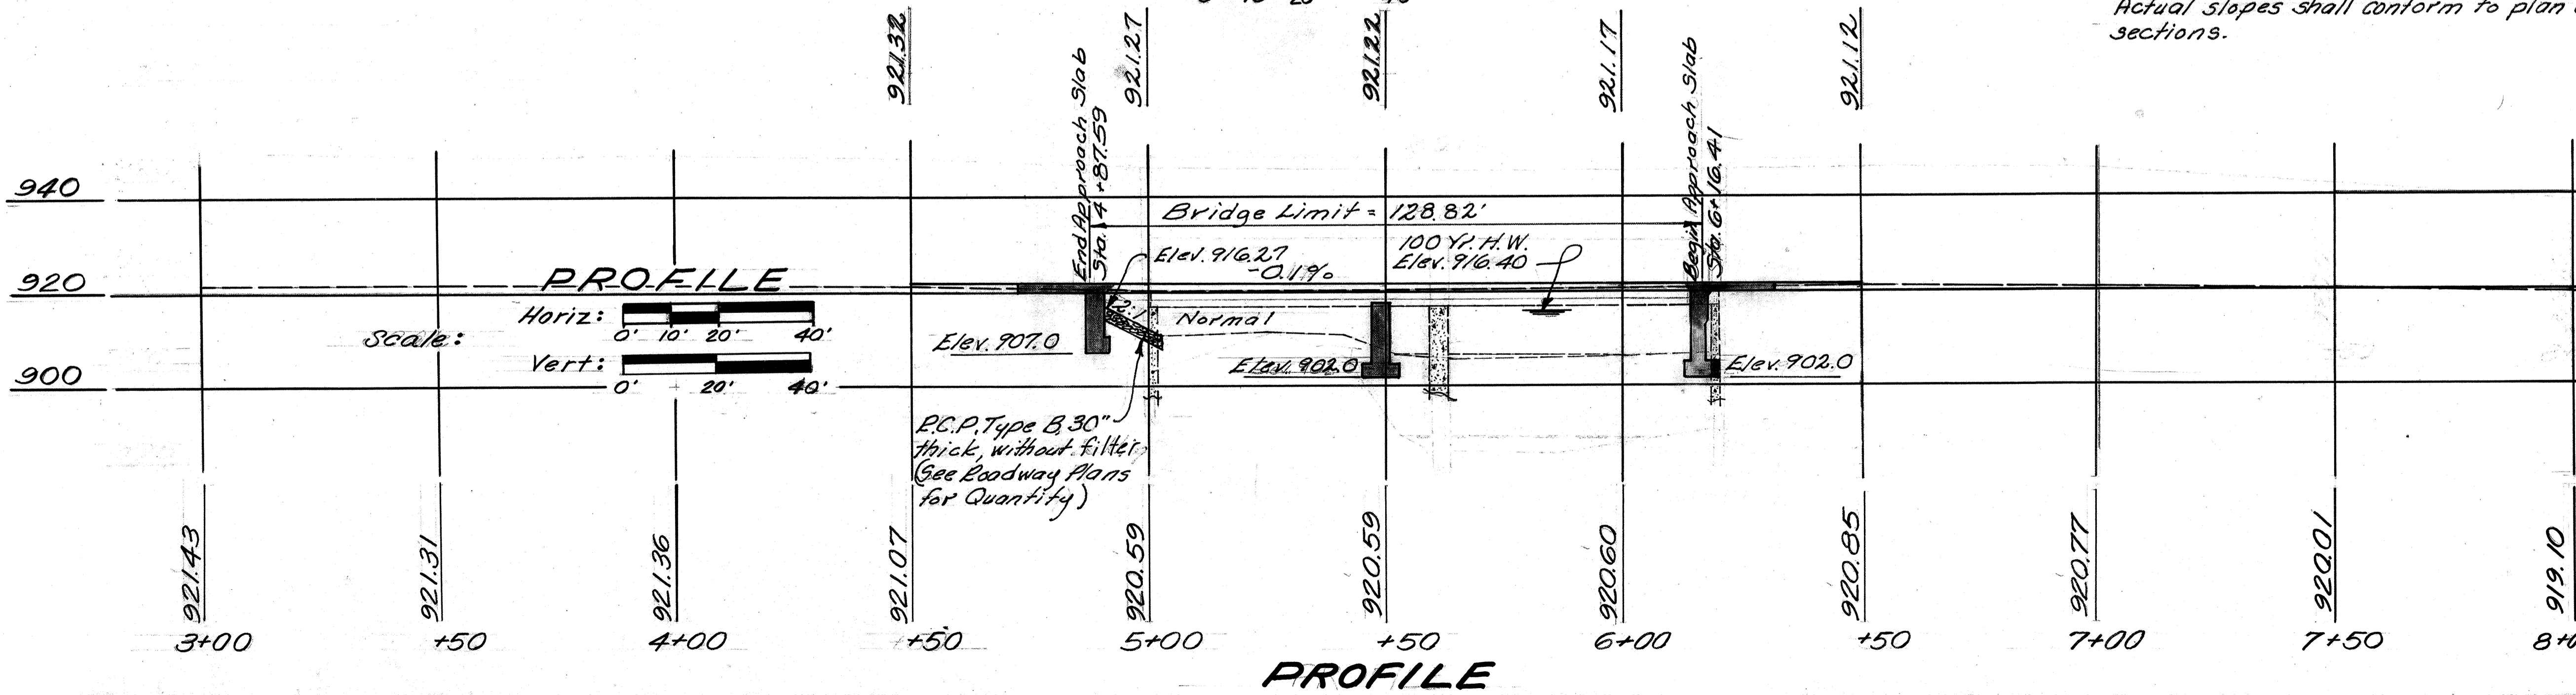 Actual slopes shall conform to plan
sections.
921.32
921.27
921.22
921.17
921.12
End Approach Slab
Sta. 4+87.59
Begin Approach Slab
Sta. 6+16.41
940
Bridge Limit = 128.82'
Elev. 916.27
-0.1%
100 Yr. H.W.
Elev. 916.40
920
PROFILE
Scale:
Horiz:
0' 10' 20' 40'
Vert:
0' 20' 40'
2:1
Normal
Elev. 907.0
Elev. 902.0
Elev. 902.0
900
R.C.P. Type B, 30"
thick, without filter
(See Roadway Plans
for Quantity)
921.43
921.31
921.36
921.07
920.59
920.59
920.60
920.85
920.77
920.01
919.10
3+00 +50 4+00 +50 5+00 +50 6+00 +50 7+00 7+50
PROFILE